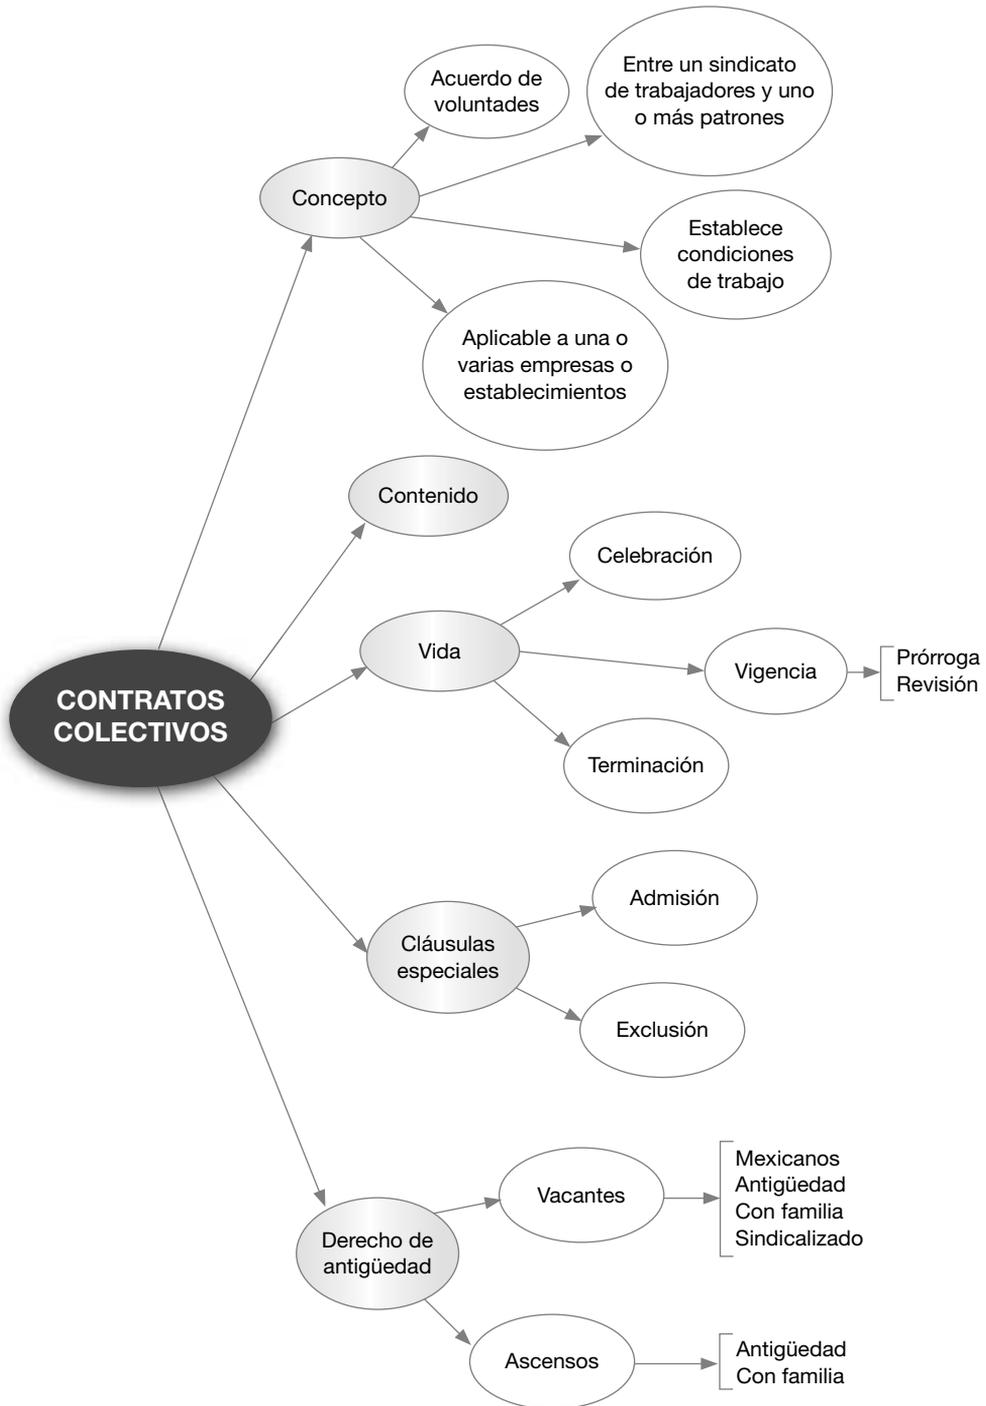 Acuerdo de
voluntades
Entre un sindicato
de trabajadores y uno
o más patrones
Concepto
Establece
condiciones
de trabajo
Aplicable a una o
varias empresas o
establecimientos
Contenido
Celebración
Vida
Vigencia
Prórroga
Revisión
CONTRATOS
COLECTIVOS
Terminación
Admisión
Cláusulas
especiales
Exclusión
Vacantes
Mexicanos
Antigüedad
Con familia
Sindicalizado
Derecho de
antigüedad
Ascensos
Antigüedad
Con familia